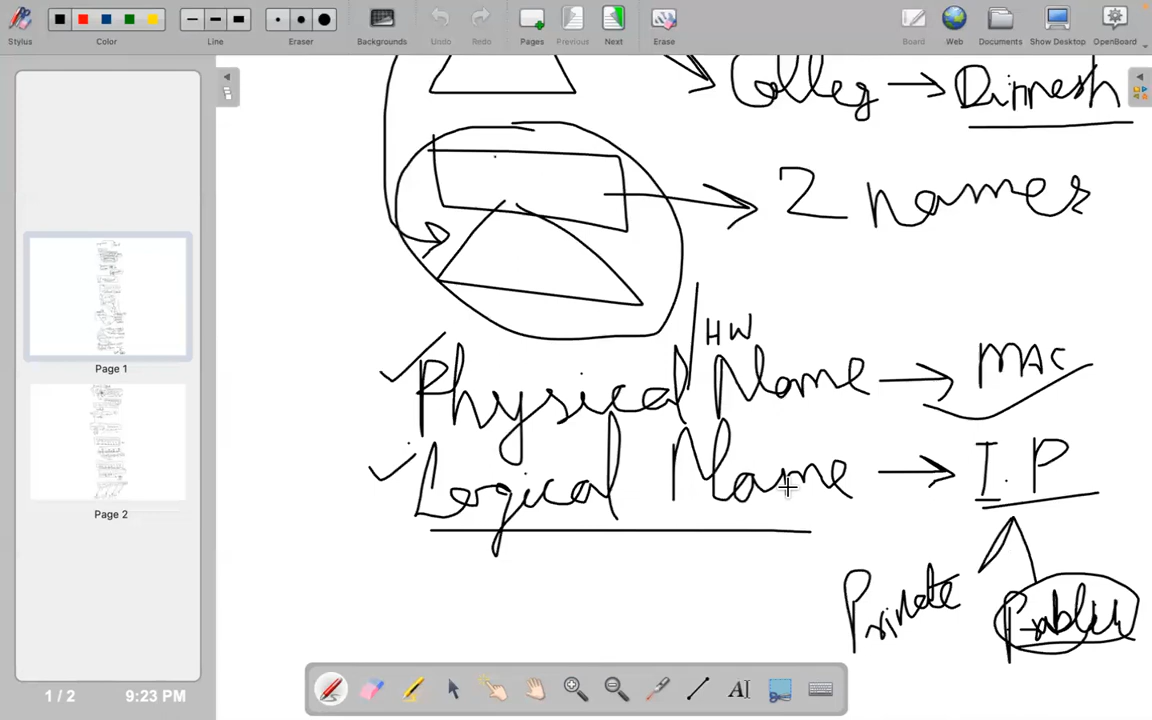 Stylus
Color
Line
Eraser
Backgrounds
Undo
Redo
Pages
Previous
Next
Erase
Board
Web
Documents
Show Desktop
OpenBoard
Colleg → Dinnesh
2 names
Physical / HW Name → MAC
Logical Name → I.P
Private
Page 1
Page 2
1 / 2
9:23 PM